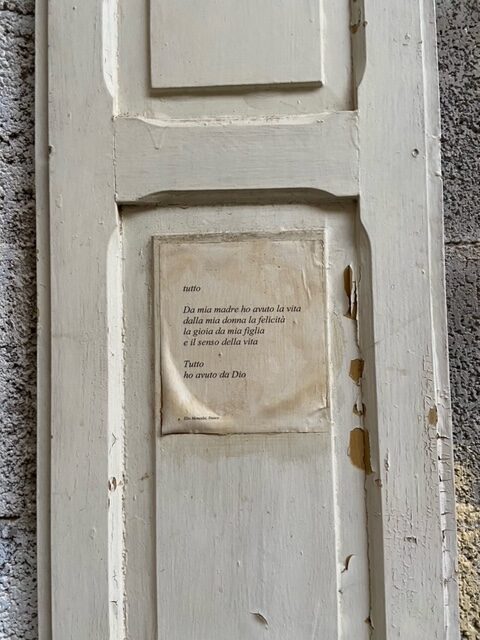 tutto
Da mia madre ho avuto la vita
dalla mia donna la felicità
la gioia da mia figlia
e il senso della vita
Tutto
ho avuto da Dio